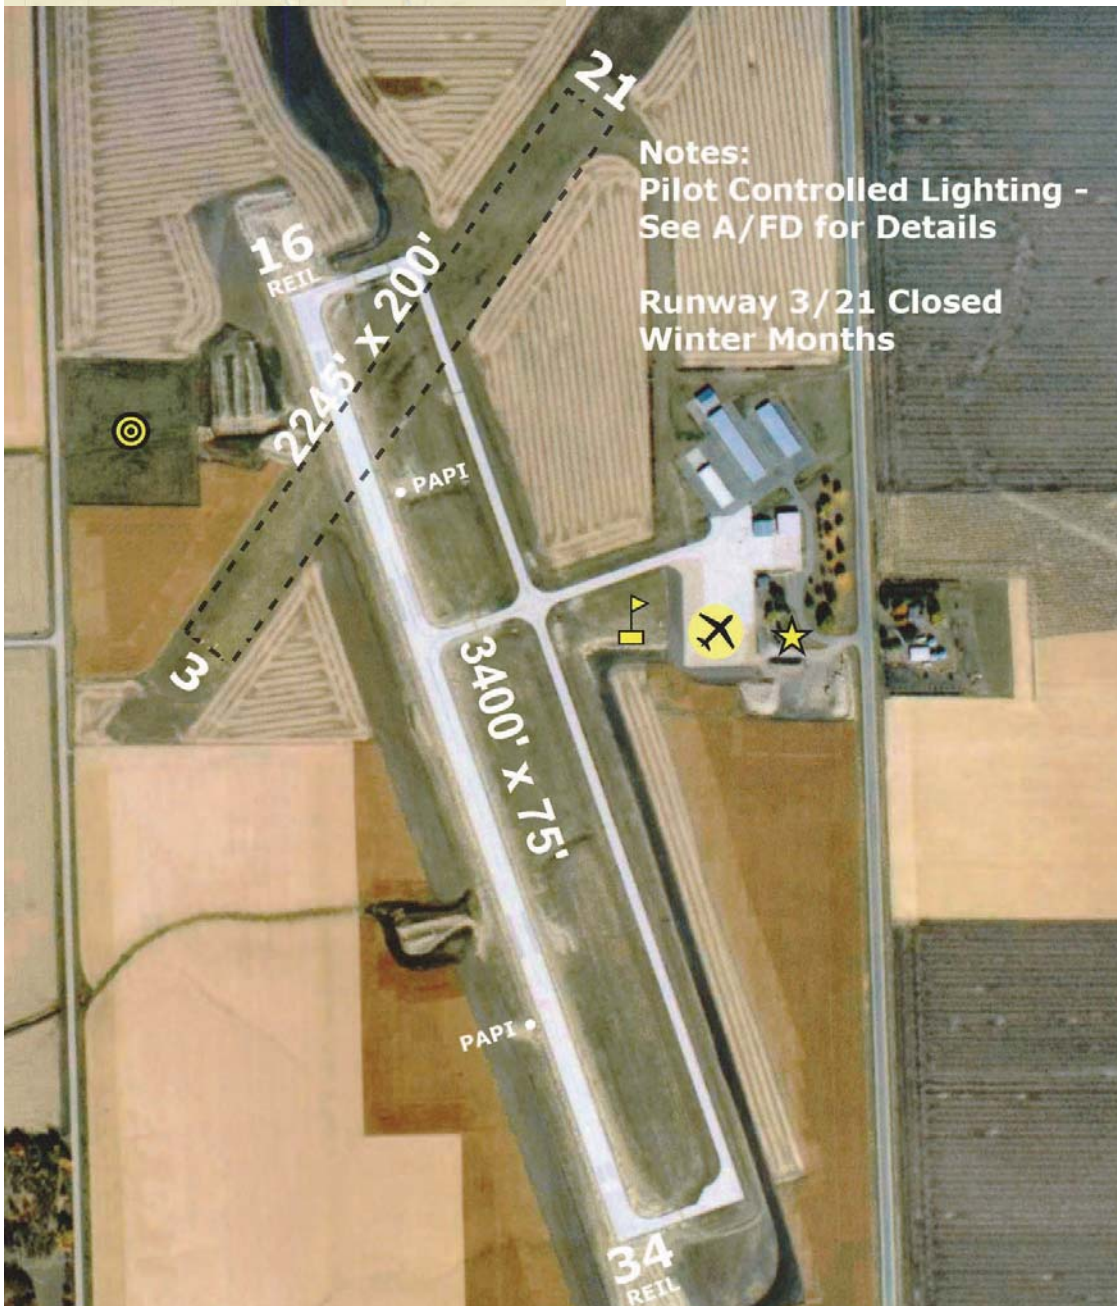 21
Notes:
Pilot Controlled Lighting -
See A/FD for Details
Runway 3/21 Closed
Winter Months
16
REIL
2245' x 200'
PAPI
3
3400' x 75'
PAPI
34
REIL